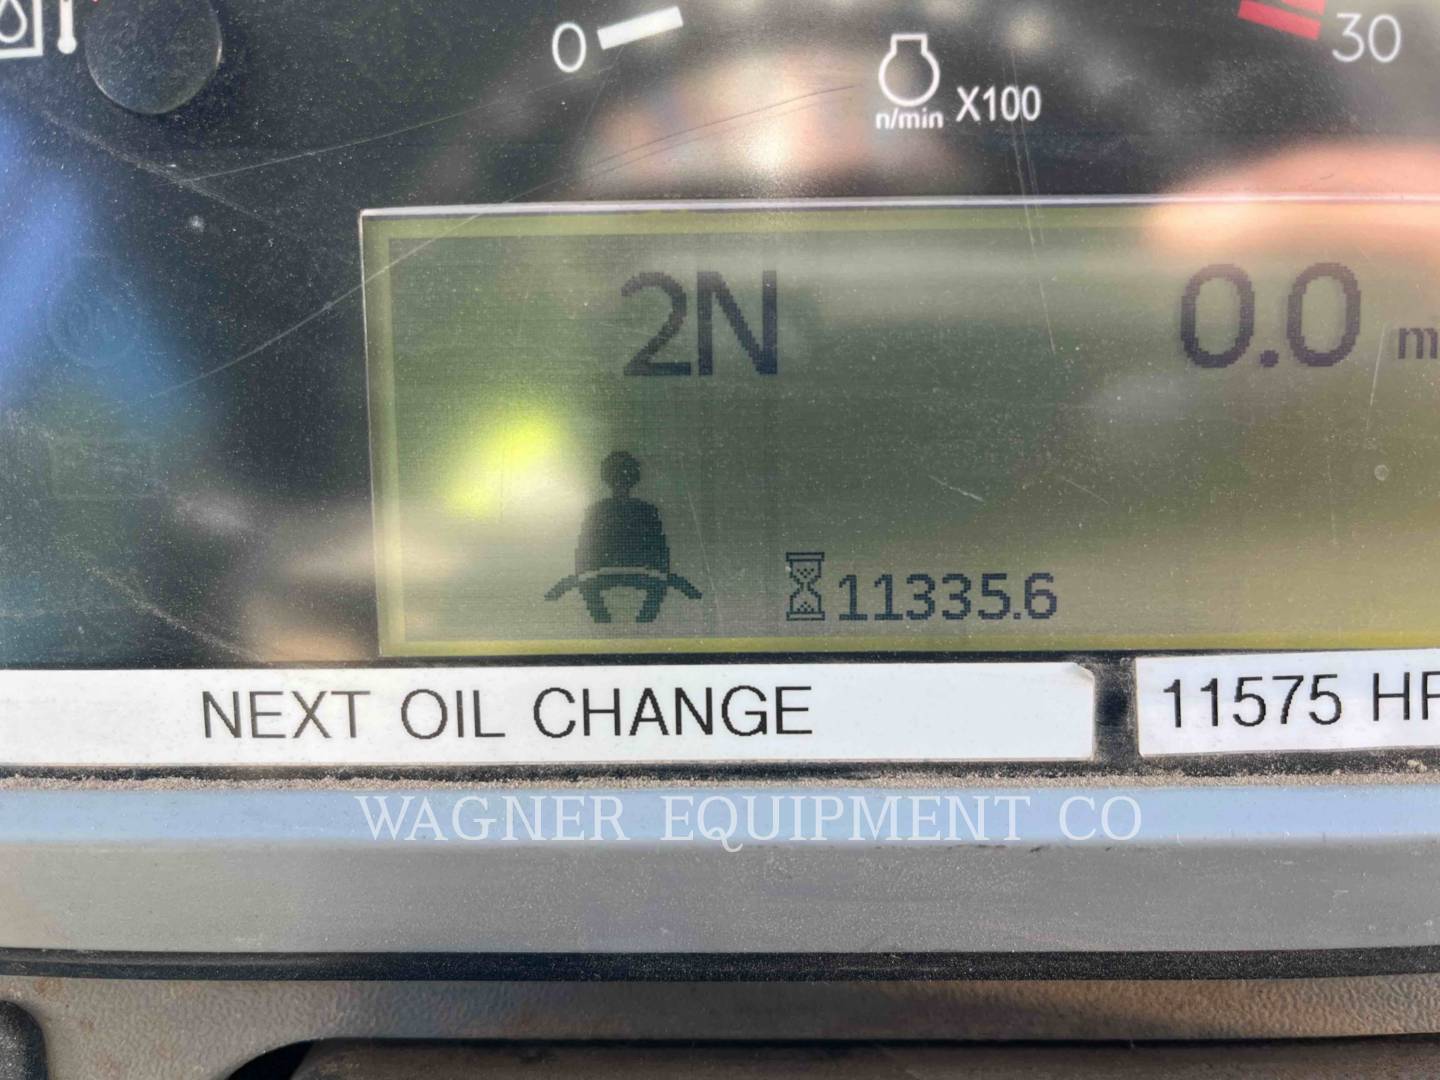 0
30
n/min X100
2N
0.0 m
11335.6
NEXT OIL CHANGE
11575 HR
WAGNER EQUIPMENT CO